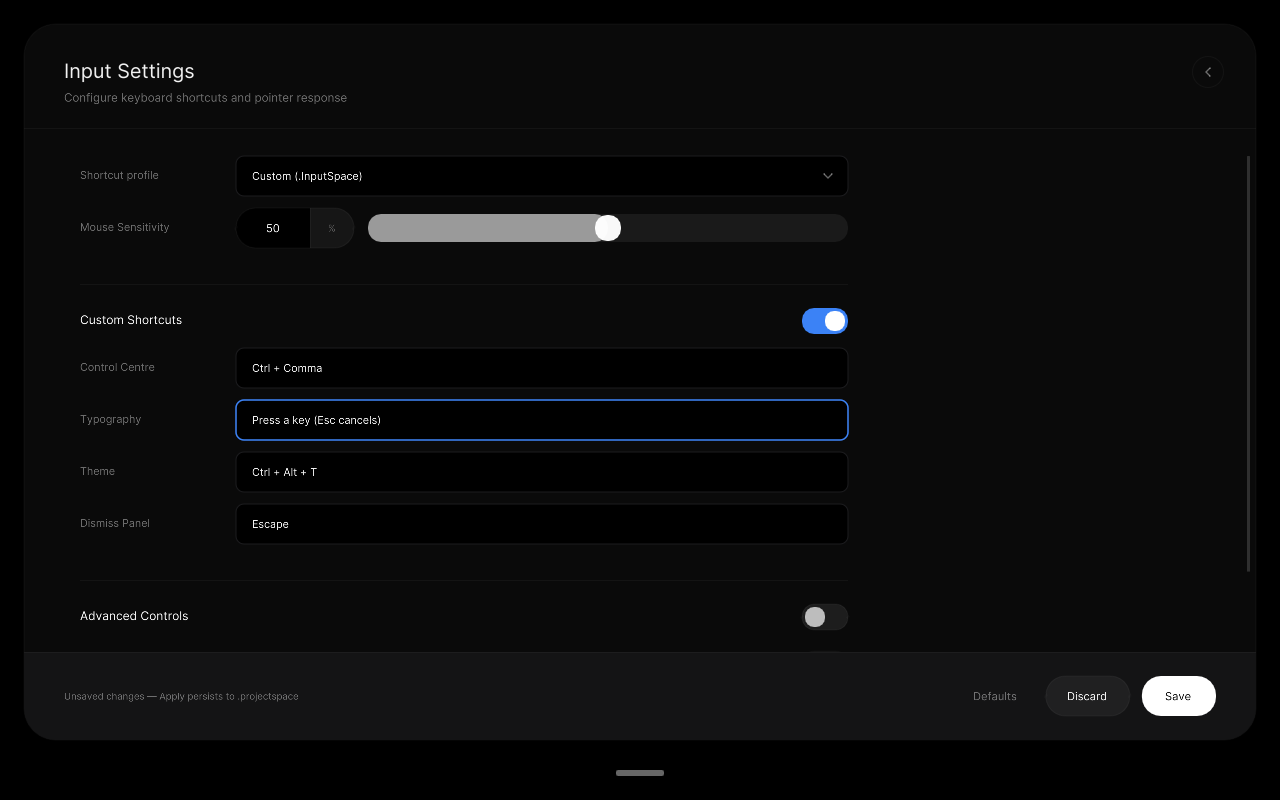 Input Settings
Configure keyboard shortcuts and pointer response
Shortcut profile
Custom (.InputSpace)
Mouse Sensitivity
50
%
Custom Shortcuts
Control Centre
Ctrl + Comma
Typography
Press a key (Esc cancels)
Theme
Ctrl + Alt + T
Dismiss Panel
Escape
Advanced Controls
Unsaved changes — Apply persists to .projectspace
Defaults
Discard
Save